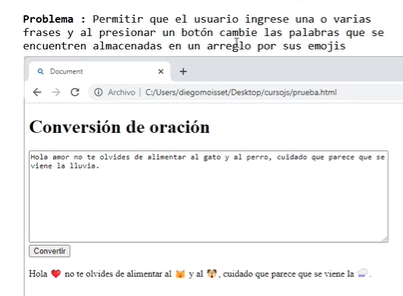 Problema : Permitir que el usuario ingrese una o varias
frases y al presionar un botón cambie las palabras que se
encuentren almacenadas en un arreglo por sus emojis
Document
Archivo | C:/Users/diegomoisset/Desktop/cursojs/prueba.html
Conversión de oración
Hola amor no te olvides de alimentar al gato y al perro, cuidado que parece que se
viene la lluvia.
Convertir
Hola ❤️ no te olvides de alimentar al 🐱 y al 🐶, cuidado que parece que se viene la 🌧️.